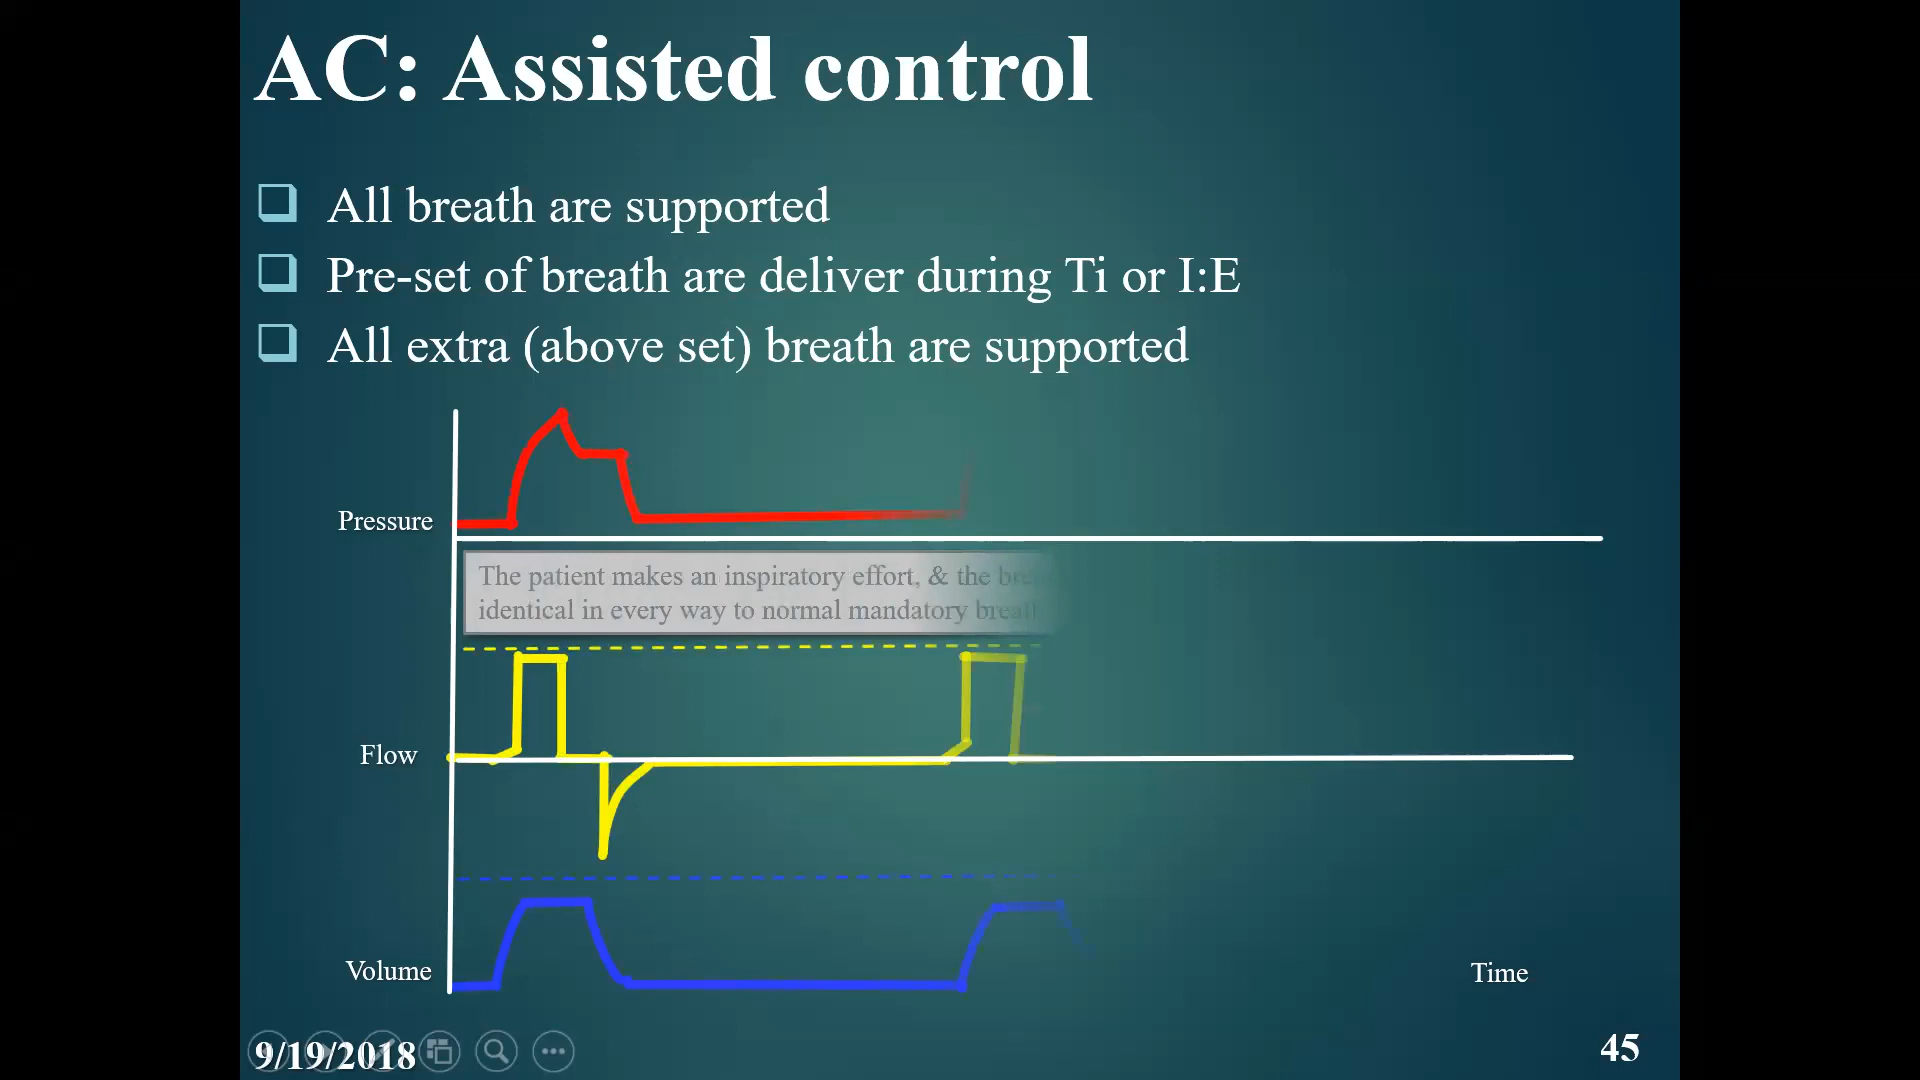 AC: Assisted control
All breath are supported
Pre-set of breath are deliver during Ti or I:E
All extra (above set) breath are supported
Pressure
The patient makes an inspiratory effort, & the
identical in every way to normal mandatory
Flow
Volume
Time
9/19/2018
45